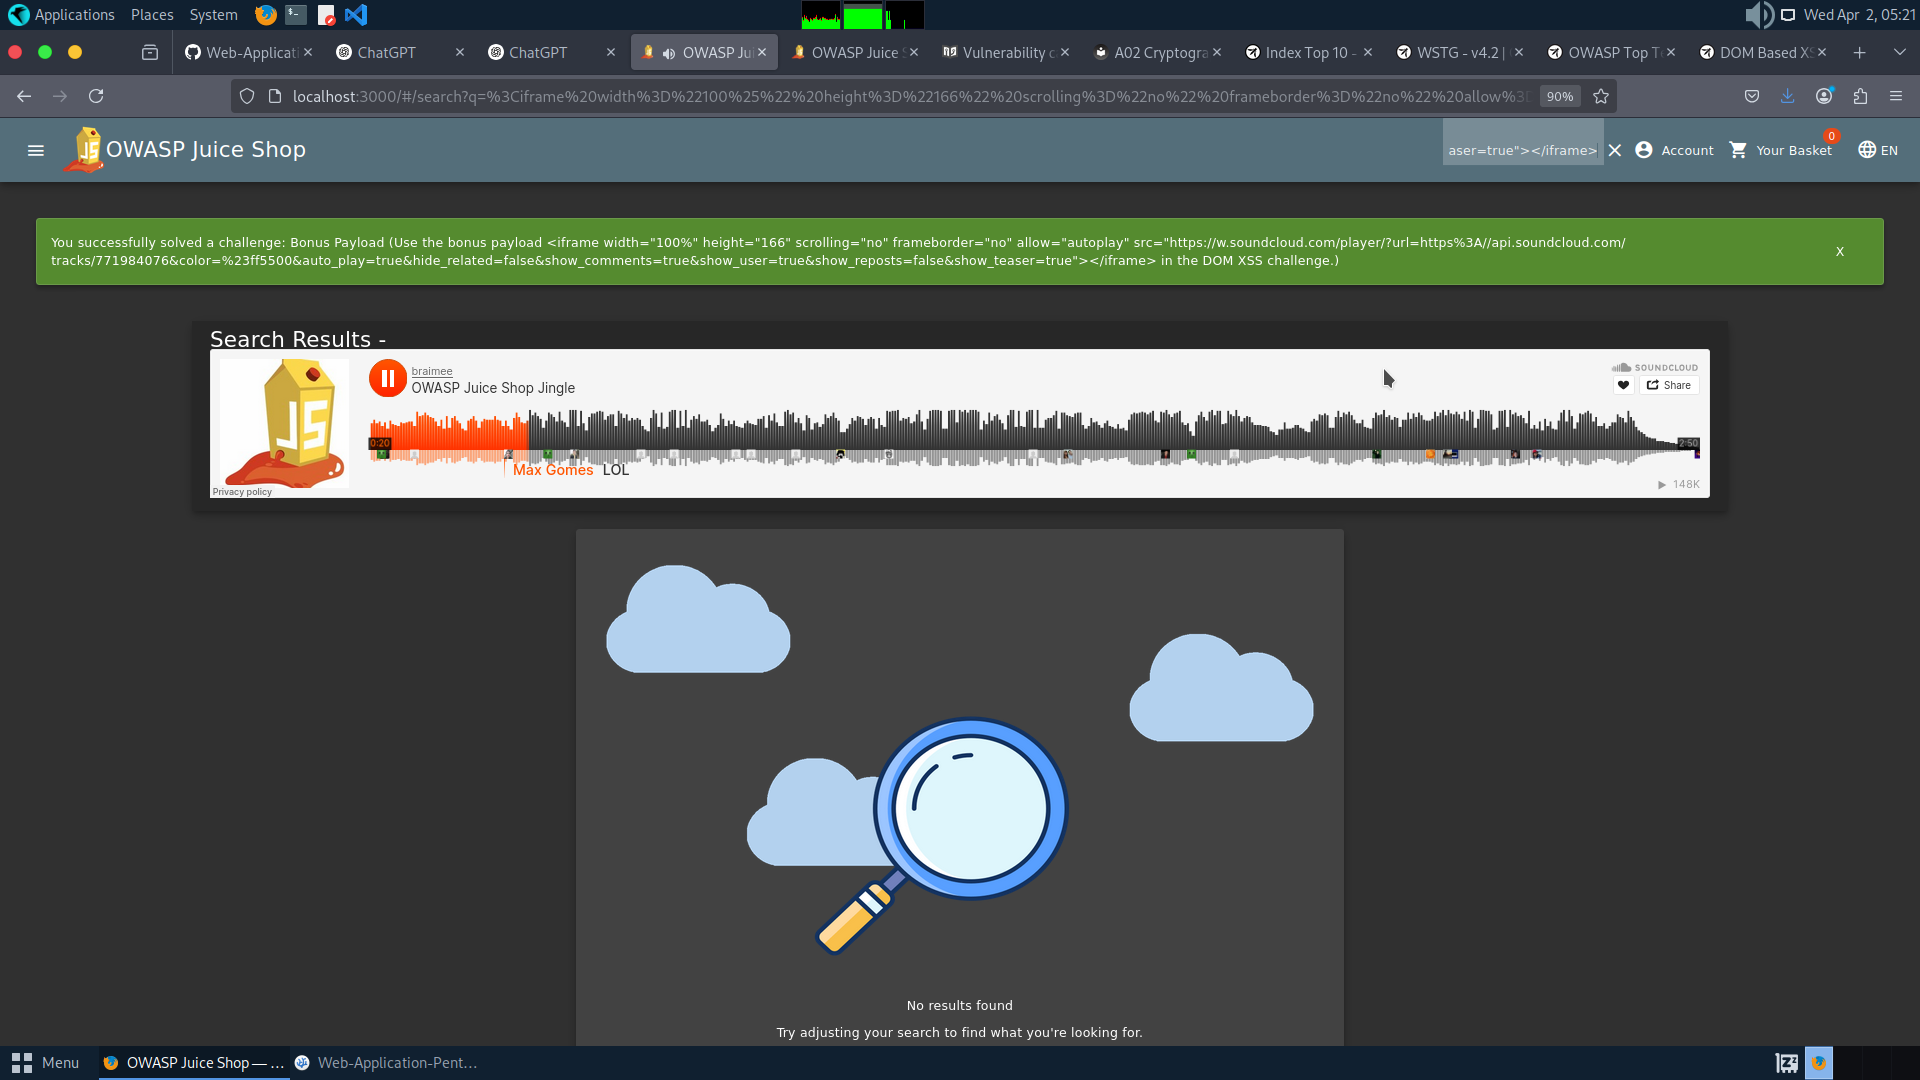 Applications Places System Wed Apr 2, 05:21
Web-Applicati ChatGPT ChatGPT OWASP Jui OWASP Juice S Vulnerability c A02 Cryptogra Index Top 10 - WSTG - v4.2 | OWASP Top T DOM Based XS
localhost:3000/#/search?q=%3Ciframe%20width%3D%22100%25%22%20height%3D%22166%22%20scrolling%3D%22no%22%20frameborder%3D%22no%22%20allow%3D 90%
OWASP Juice Shop aser=true"></iframe> Account Your Basket 0 EN
You successfully solved a challenge: Bonus Payload (Use the bonus payload <iframe width="100%" height="166" scrolling="no" frameborder="no" allow="autoplay" src="https://w.soundcloud.com/player/?url=https%3A//api.soundcloud.com/
tracks/771984076&color=%23ff5500&auto_play=true&hide_related=false&show_comments=true&show_user=true&show_reposts=false&show_teaser=true"></iframe> in the DOM XSS challenge.) X
Search Results -
braimee SOUNDCLOUD
OWASP Juice Shop Jingle Share
JS
0:20 2:50
Max Gomes LOL
Privacy policy 148K
No results found
Try adjusting your search to find what you're looking for.
Menu OWASP Juice Shop — ... Web-Application-Pent...